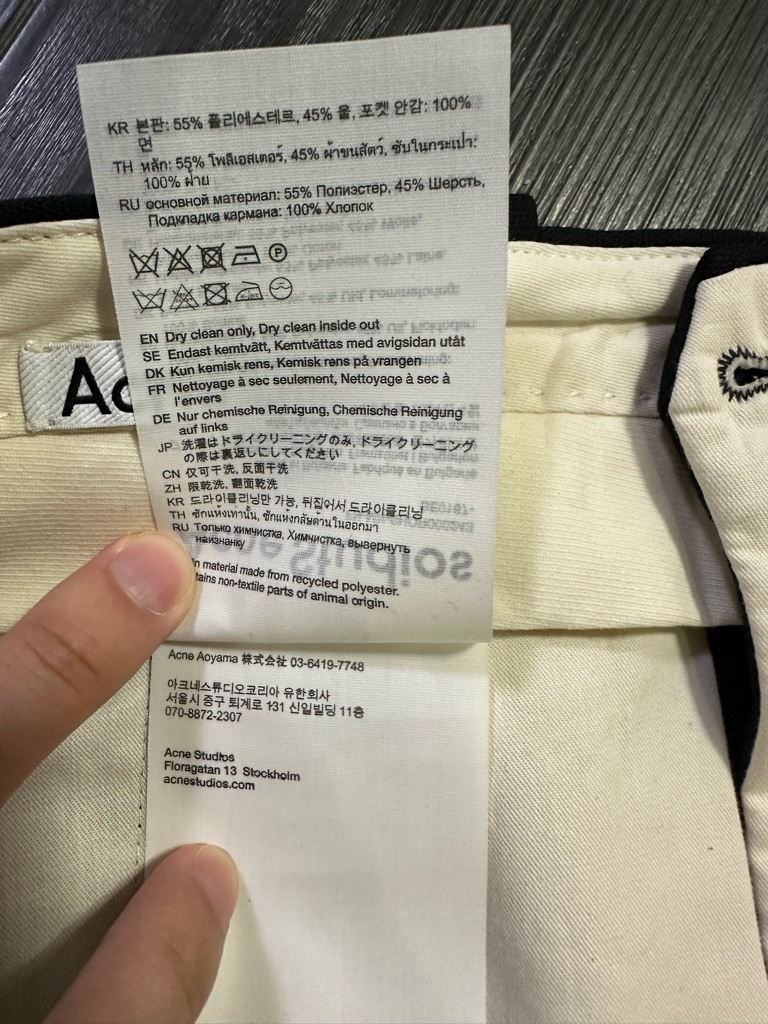 KR 본판: 55% 폴리에스테르, 45% 울, 포켓 안감: 100%
면
TH หลัก: 55% โพลีเอสเตอร์, 45% ผ้าขนสัตว์, ซับในกระเป๋า:
100% ฝ้าย
RU основной материал: 55% Полиэстер, 45% Шерсть,
Подкладка кармана: 100% Хлопок
P
EN Dry clean only, Dry clean inside out
SE Endast kemtvätt, Kemtvättas med avigsidan utåt
DK Kun kemisk rens, Kemisk rens på vrangen
FR Nettoyage à sec seulement, Nettoyage à sec à
l'envers
DE Nur chemische Reinigung, Chemische Reinigung
auf links
JP 洗濯はドライクリーニングのみ, ドライクリーニング
の際は裏返しにしてください
CN 仅可干洗, 反面干洗
ZH 限乾洗, 翻面乾洗
KR 드라이클리닝만 가능, 뒤집어서 드라이클리닝
TH ซักแห้งเท่านั้น, ซักแห้งกลับด้านในออกมา
RU Только химчистка, Химчистка, вывернуть
наизнанку
material made from recycled polyester.
non-textile parts of animal origin.
Acne Aoyama 株式会社 03-6419-7748
아크네스튜디오코리아 유한회사
서울시 중구 퇴계로 131 신일빌딩 11층
070-8872-2307
Acne Studios
Floragatan 13 Stockholm
acnestudios.com